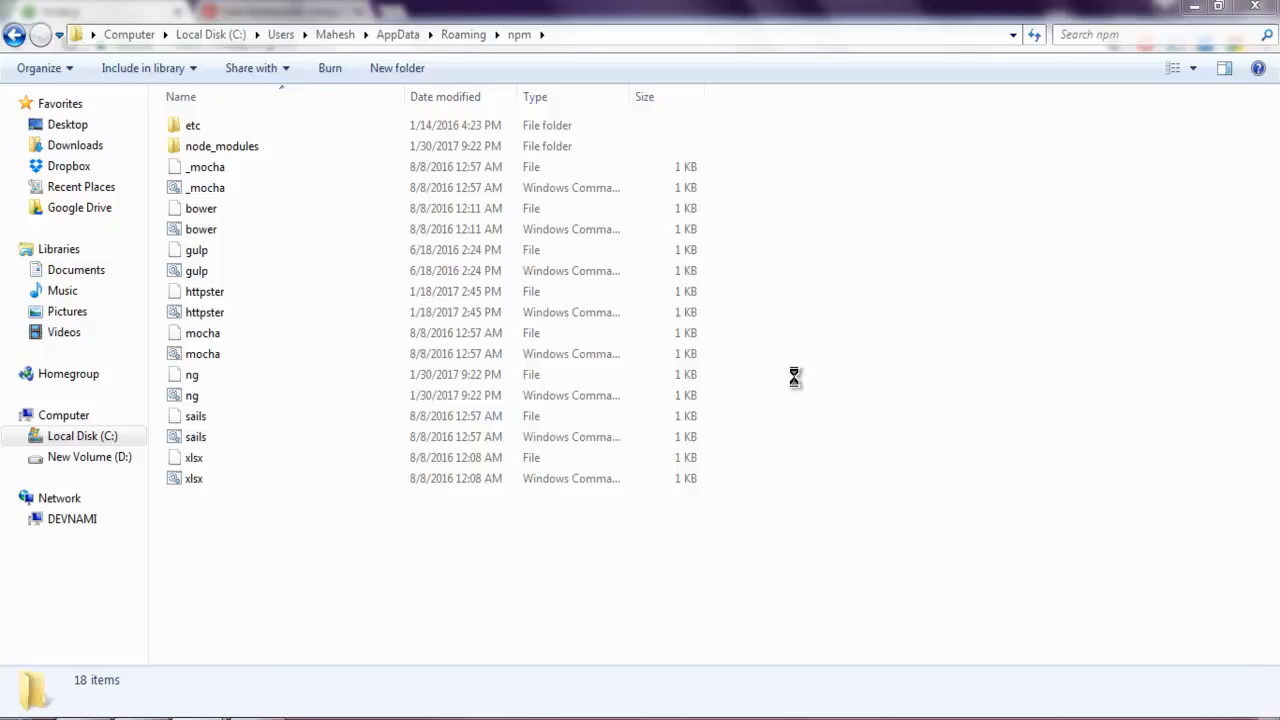 Computer Local Disk (C:) Users Mahesh AppData Roaming npm
Search npm
Organize Include in library Share with Burn New folder
Name Date modified Type Size
Favorites
Desktop
Downloads
Dropbox
Recent Places
Google Drive
Libraries
Documents
Music
Pictures
Videos
Homegroup
Computer
Local Disk (C:)
New Volume (D:)
Network
DEVNAMI
etc 1/14/2016 4:23 PM File folder
node_modules 1/30/2017 9:22 PM File folder
_mocha 8/8/2016 12:57 AM File 1 KB
_mocha 8/8/2016 12:57 AM Windows Comma... 1 KB
bower 8/8/2016 12:11 AM File 1 KB
bower 8/8/2016 12:11 AM Windows Comma... 1 KB
gulp 6/18/2016 2:24 PM File 1 KB
gulp 6/18/2016 2:24 PM Windows Comma... 1 KB
httpster 1/18/2017 2:45 PM File 1 KB
httpster 1/18/2017 2:45 PM Windows Comma... 1 KB
mocha 8/8/2016 12:57 AM File 1 KB
mocha 8/8/2016 12:57 AM Windows Comma... 1 KB
ng 1/30/2017 9:22 PM File 1 KB
ng 1/30/2017 9:22 PM Windows Comma... 1 KB
sails 8/8/2016 12:57 AM File 1 KB
sails 8/8/2016 12:57 AM Windows Comma... 1 KB
xlsx 8/8/2016 12:08 AM File 1 KB
xlsx 8/8/2016 12:08 AM Windows Comma... 1 KB
18 items